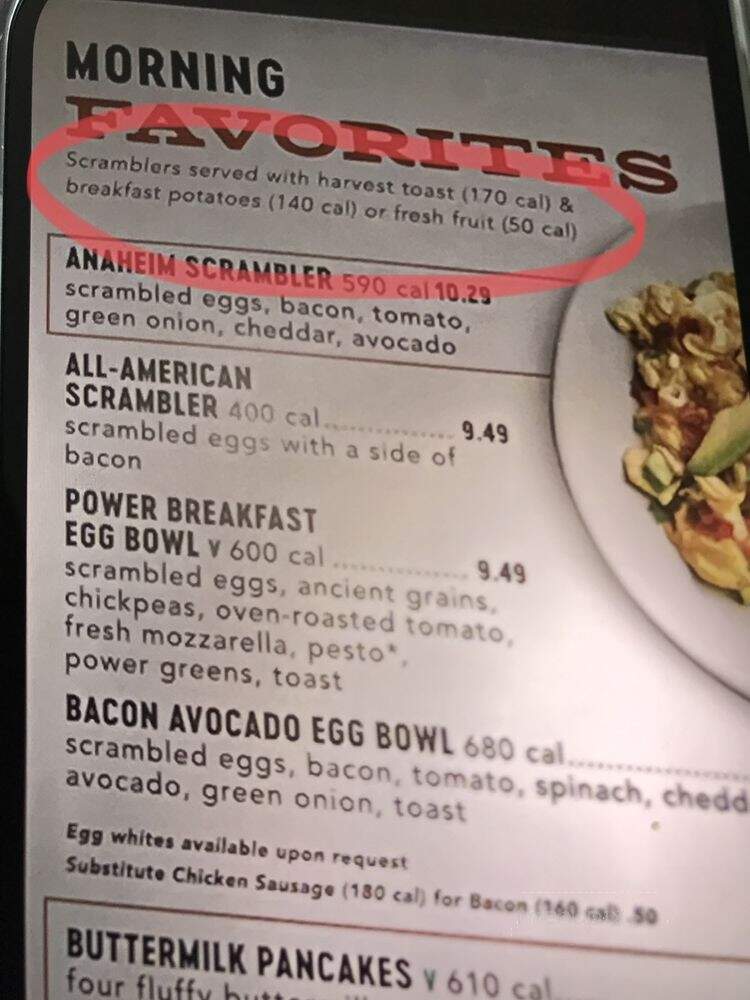 MORNING
FAVORITES
Scramblers served with harvest toast (170 cal) &
breakfast potatoes (140 cal) or fresh fruit (50 cal)
ANAHEIM SCRAMBLER 590 cal 10.29
scrambled eggs, bacon, tomato,
green onion, cheddar, avocado
ALL-AMERICAN
SCRAMBLER 400 cal.............. 9.49
scrambled eggs with a side of
bacon
POWER BREAKFAST
EGG BOWL V 600 cal .............. 9.49
scrambled eggs, ancient grains,
chickpeas, oven-roasted tomato,
fresh mozzarella, pesto*,
power greens, toast
BACON AVOCADO EGG BOWL 680 cal..............
scrambled eggs, bacon, tomato, spinach, chedd
avocado, green onion, toast
Egg whites available upon request
Substitute Chicken Sausage (180 cal) for Bacon (160 cal) .50
BUTTERMILK PANCAKES V 610 cal
four fluffy